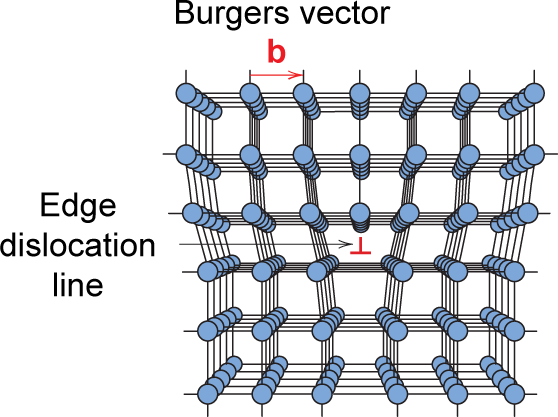 Burgers vector
b
Edge
dislocation
line
⊥